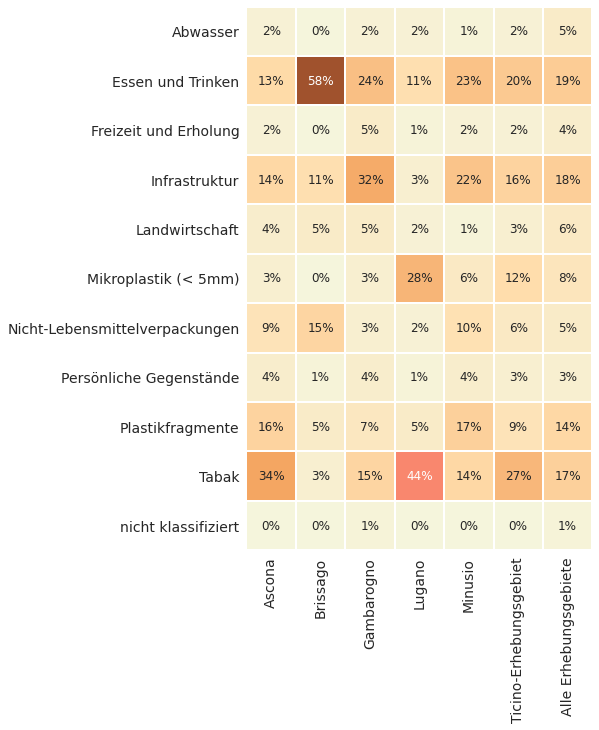 Abwasser 2% 0% 2% 2% 1% 2% 5%
Essen und Trinken 13% 58% 24% 11% 23% 20% 19%
Freizeit und Erholung 2% 0% 5% 1% 2% 2% 4%
Infrastruktur 14% 11% 32% 3% 22% 16% 18%
Landwirtschaft 4% 5% 5% 2% 1% 3% 6%
Mikroplastik (< 5mm) 3% 0% 3% 28% 6% 12% 8%
Nicht-Lebensmittelverpackungen 9% 15% 3% 2% 10% 6% 5%
Persönliche Gegenstände 4% 1% 4% 1% 4% 3% 3%
Plastikfragmente 16% 5% 7% 5% 17% 9% 14%
Tabak 34% 3% 15% 44% 14% 27% 17%
nicht klassifiziert 0% 0% 1% 0% 0% 0% 1%
Ascona
Brissago
Gambarogno
Lugano
Minusio
Ticino-Erhebungsgebiet
Alle Erhebungsgebiete